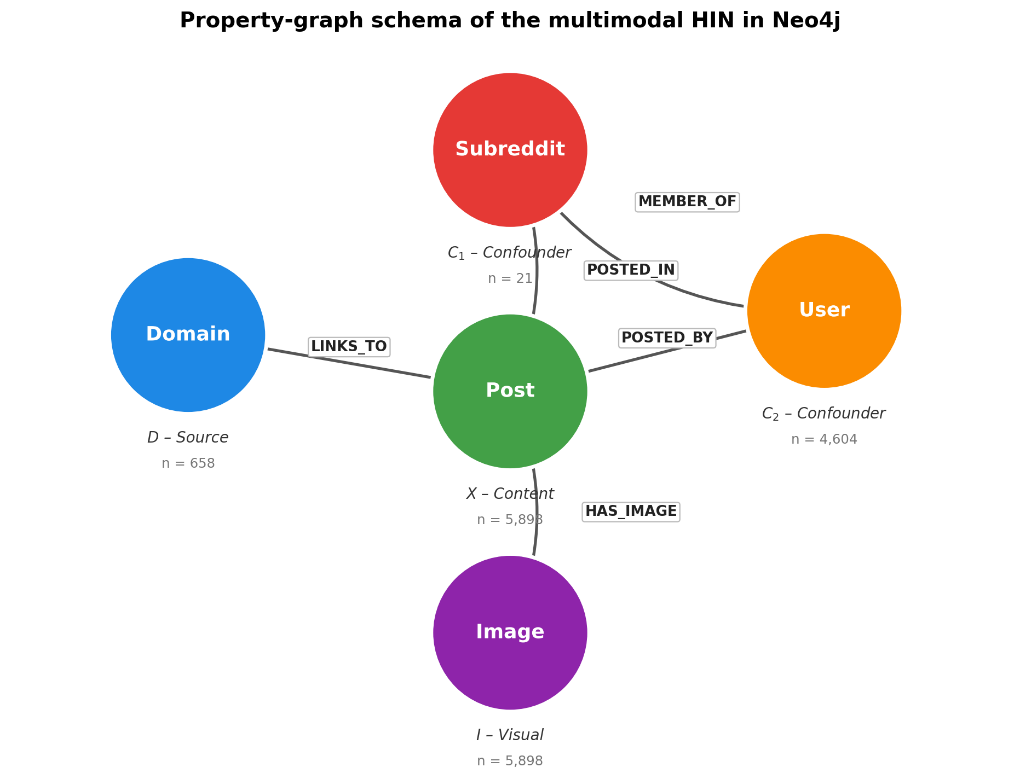 Property-graph schema of the multimodal HIN in Neo4j
Subreddit
MEMBER_OF
C₁ – Confounder
n = 21
POSTED_IN
User
Domain
LINKS_TO
POSTED_BY
Post
C₂ – Confounder
n = 4,604
D – Source
n = 658
X – Content
n = 5,898
HAS_IMAGE
Image
I – Visual
n = 5,898